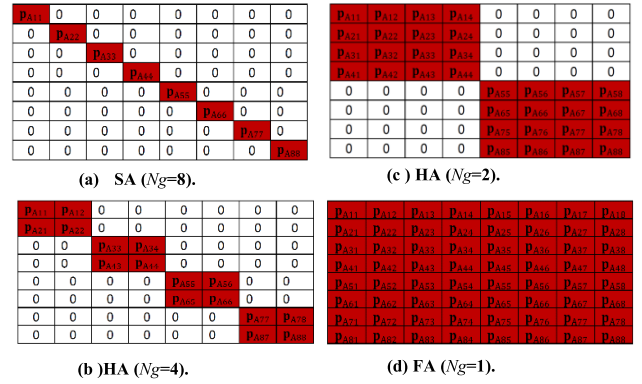 pA11 0 0 0 0 0 0 0
0 pA22 0 0 0 0 0 0
0 0 pA33 0 0 0 0 0
0 0 0 pA44 0 0 0 0
0 0 0 0 pA55 0 0 0
0 0 0 0 0 pA66 0 0
0 0 0 0 0 0 pA77 0
0 0 0 0 0 0 0 pA88
(a) SA (Ng=8).
pA11 pA12 pA13 pA14 0 0 0 0
pA21 pA22 pA23 pA24 0 0 0 0
pA31 pA32 pA33 pA34 0 0 0 0
pA41 pA42 pA43 pA44 0 0 0 0
0 0 0 0 pA55 pA56 pA57 pA58
0 0 0 0 pA65 pA66 pA67 pA68
0 0 0 0 pA75 pA76 pA77 pA78
0 0 0 0 pA85 pA86 pA87 pA88
(c ) HA (Ng=2).
pA11 pA12 0 0 0 0 0 0
pA21 pA22 0 0 0 0 0 0
0 0 pA33 pA34 0 0 0 0
0 0 pA43 pA44 0 0 0 0
0 0 0 0 pA55 pA56 0 0
0 0 0 0 pA65 pA66 0 0
0 0 0 0 0 0 pA77 pA78
0 0 0 0 0 0 pA87 pA88
(b )HA (Ng=4).
pA11 pA12 pA13 pA14 pA15 pA16 pA17 pA18
pA21 pA22 pA23 pA24 pA25 pA26 pA27 pA28
pA31 pA32 pA33 pA34 pA35 pA36 pA37 pA38
pA41 pA42 pA43 pA44 pA45 pA46 pA47 pA48
pA51 pA52 pA53 pA54 pA55 pA56 pA57 pA58
pA61 pA62 pA63 pA64 pA65 pA66 pA67 pA68
pA71 pA72 pA73 pA74 pA75 pA76 pA77 pA78
pA81 pA82 pA83 pA84 pA85 pA86 pA87 pA88
(d) FA (Ng=1).